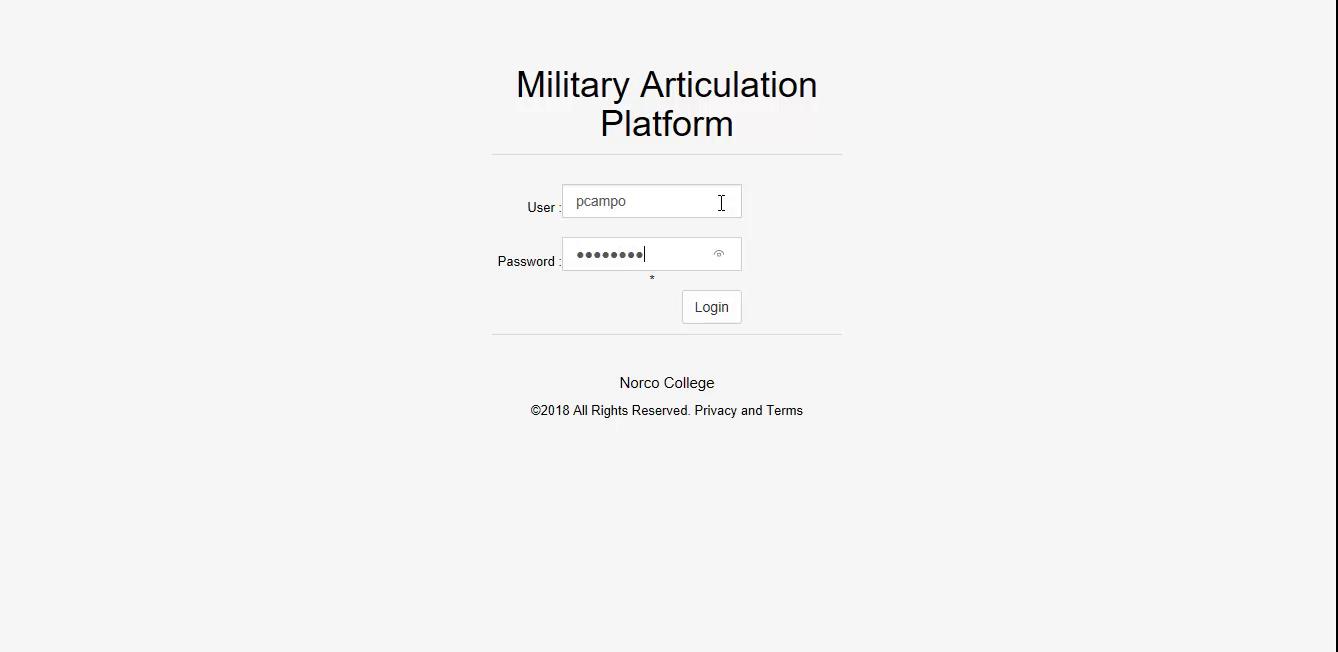 Military Articulation
Platform
User : pcampo
Password : ••••••••
*
Login
Norco College
©2018 All Rights Reserved. Privacy and Terms